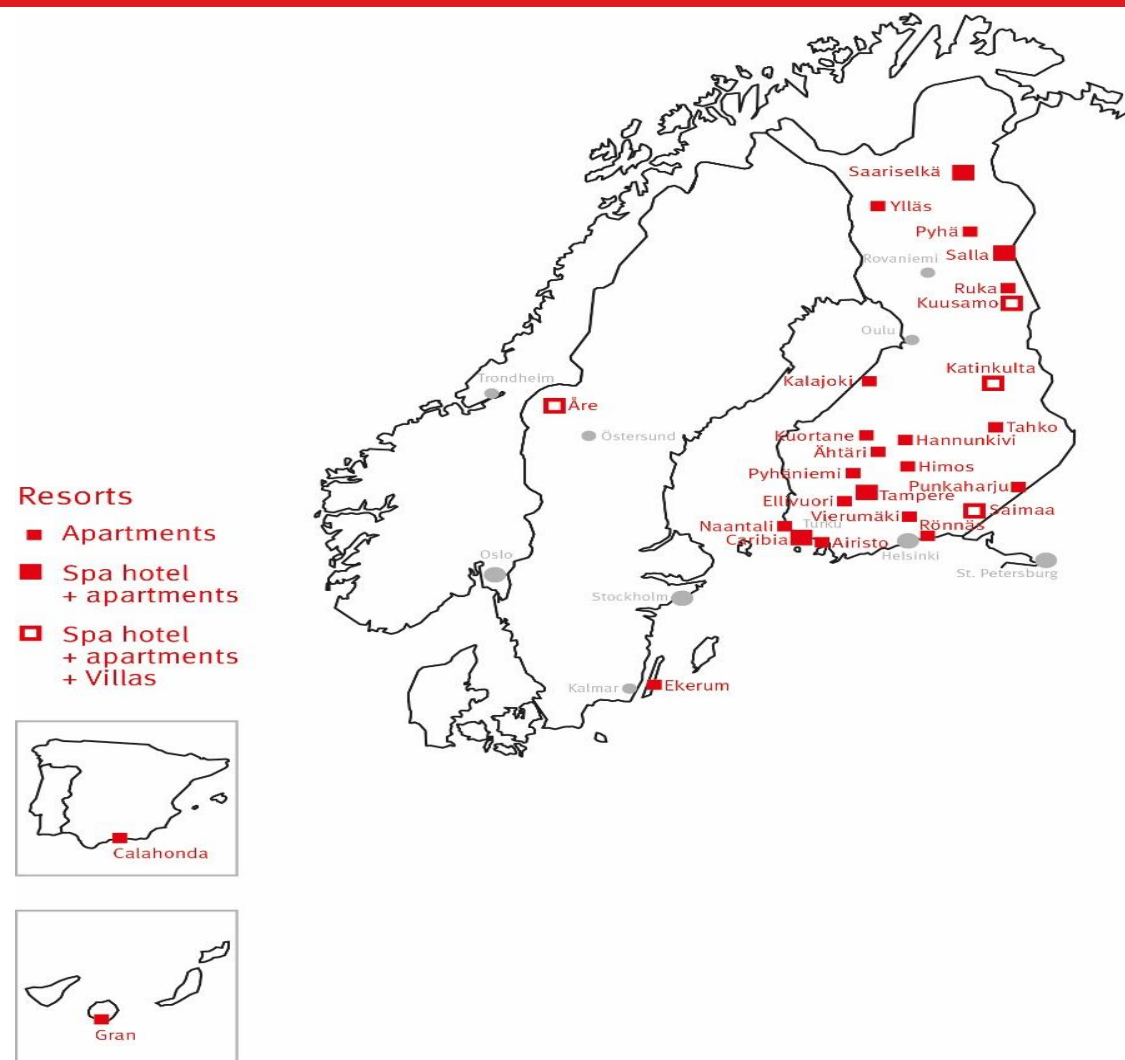 Saariselkä
Ylläs
Pyhä
Salla
Rovaniemi
Ruka
Kuusamo
Oulu
Katinkulta
Kalajoki
Trondheim
Åre
Östersund
Tahko
Kuortane
Hannunkivi
Ähtäri
Himos
Pyhäniemi
Punkaharju
Tampere
Ellivuori
Saimaa
Vierumäki
Rönnäs
Naantali
Turku
Caribia
Airisto
Helsinki
St. Petersburg
Oslo
Stockholm
Kalmar
Ekerum
Resorts
Apartments
Spa hotel
+ apartments
Spa hotel
+ apartments
+ Villas
Calahonda
Gran